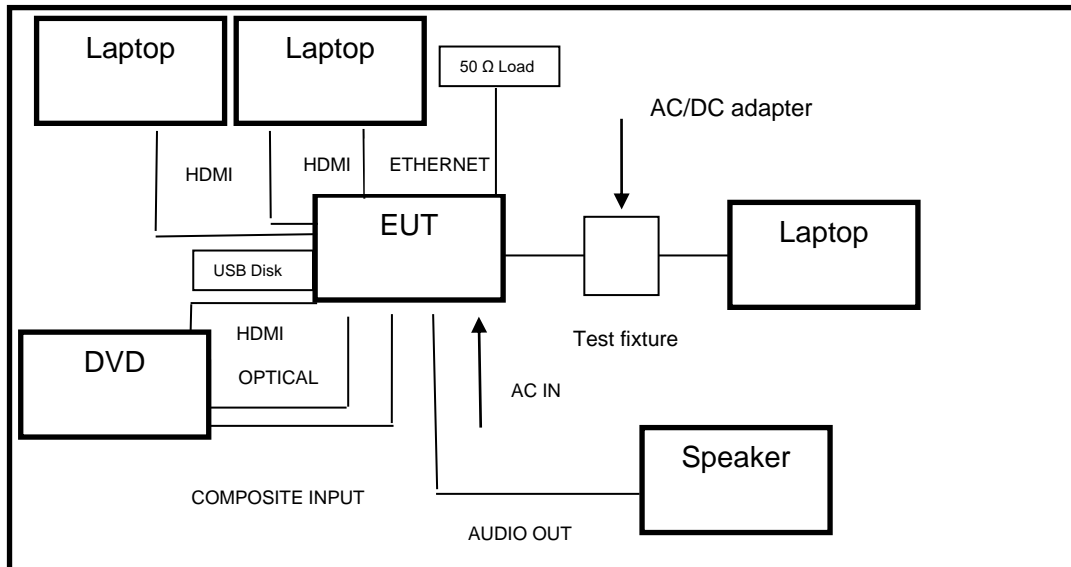 Laptop
Laptop
50 Ω Load
AC/DC adapter
HDMI
HDMI
ETHERNET
EUT
Laptop
USB Disk
HDMI
Test fixture
DVD
OPTICAL
AC IN
Speaker
COMPOSITE INPUT
AUDIO OUT